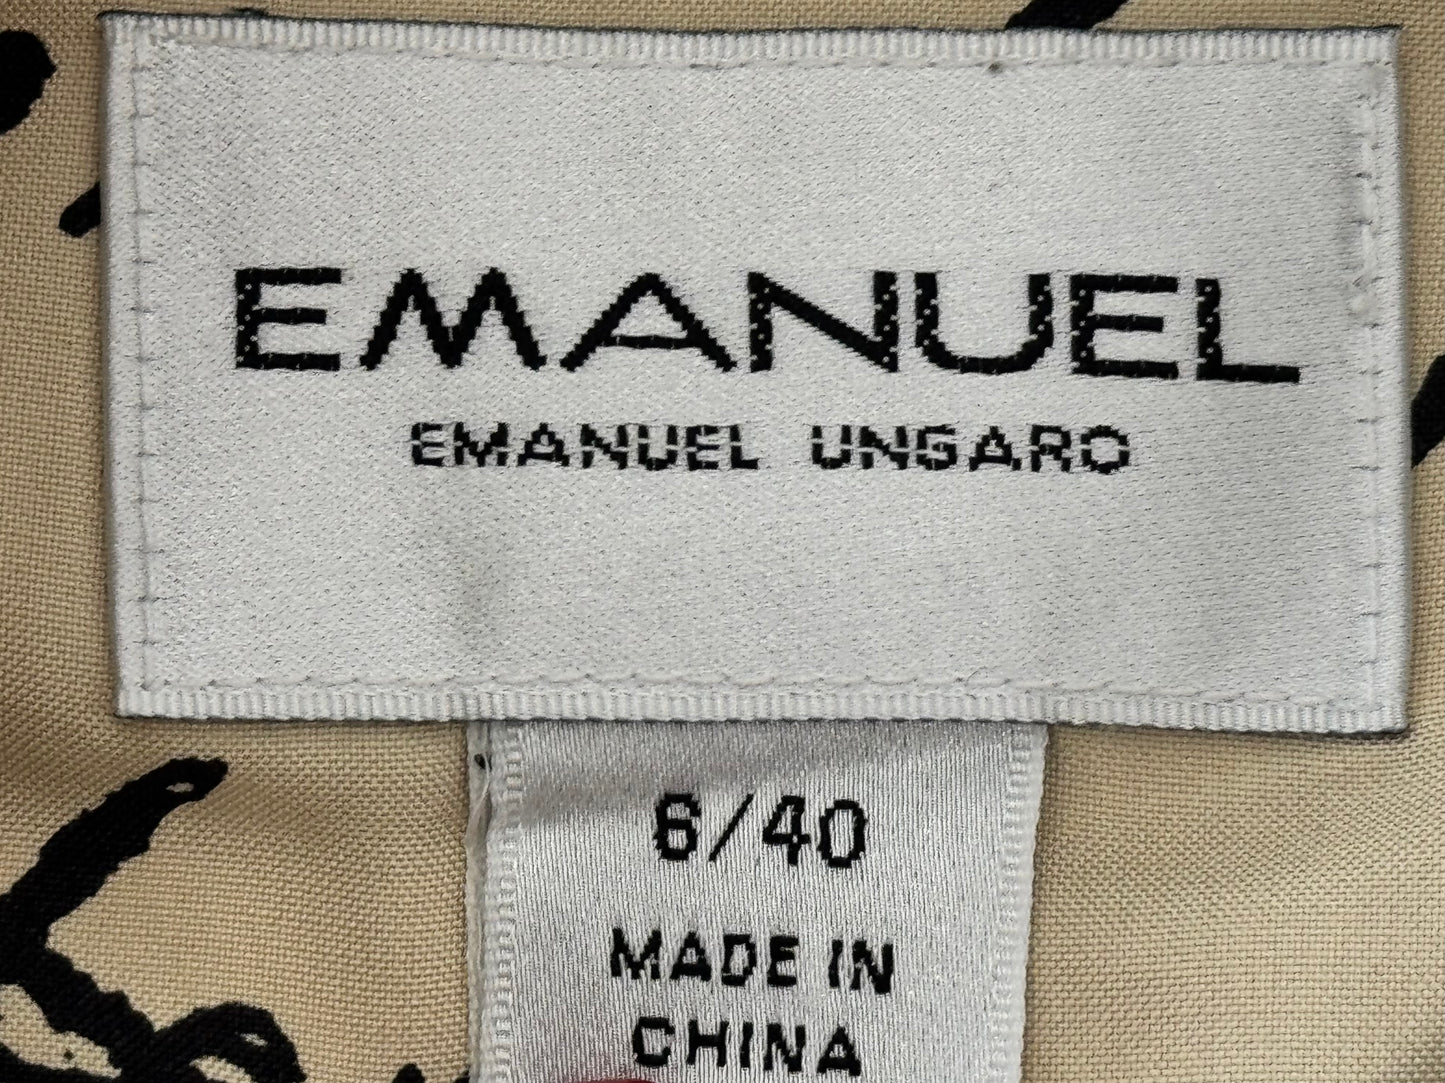 EMANUEL
EMANUEL UNGARO
6/40
MADE IN
CHINA